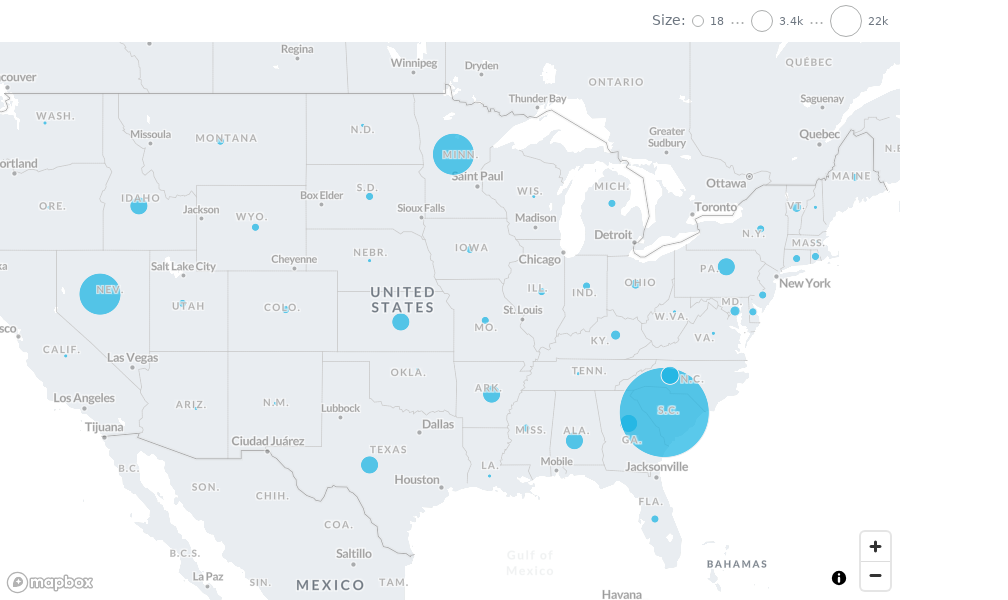 Size: 18 ... 3.4k ... 22k
Regina
Winnipeg
Dryden
ONTARIO
QUÉBEC
couver
Thunder Bay
Saguenay
WASH.
Missoula
MONTANA
N.D.
MINN.
Greater
Sudbury
Quebec
N.B
ortland
Saint Paul
Ottawa
MAINE
IDAHO
Box Elder
S.D.
WIS.
MICH.
Toronto
VT.
ORE.
Jackson
WYO.
Sioux Falls
Madison
Detroit
N.Y.
MASS.
ka
Salt Lake City
Cheyenne
NEBR.
IOWA
Chicago
PA.
New York
NEV.
UTAH
COLO.
UNITED
STATES
ILL.
IND.
OHIO
MD.
sco
St. Louis
W.VA.
CALIF.
Las Vegas
MO.
KY.
VA.
OKLA.
TENN.
N.C.
Los Angeles
ARIZ.
N.M.
Lubbock
ARK.
S.C.
Tijuana
Ciudad Juárez
Dallas
MISS.
ALA.
GA.
B.C.
TEXAS
Houston
LA.
Mobile
Jacksonville
SON.
CHIH.
FLA.
COA.
B.C.S.
Saltillo
Gulf of
Mexico
BAHAMAS
La Paz
SIN.
MEXICO
TAM.
Havana
mapbox